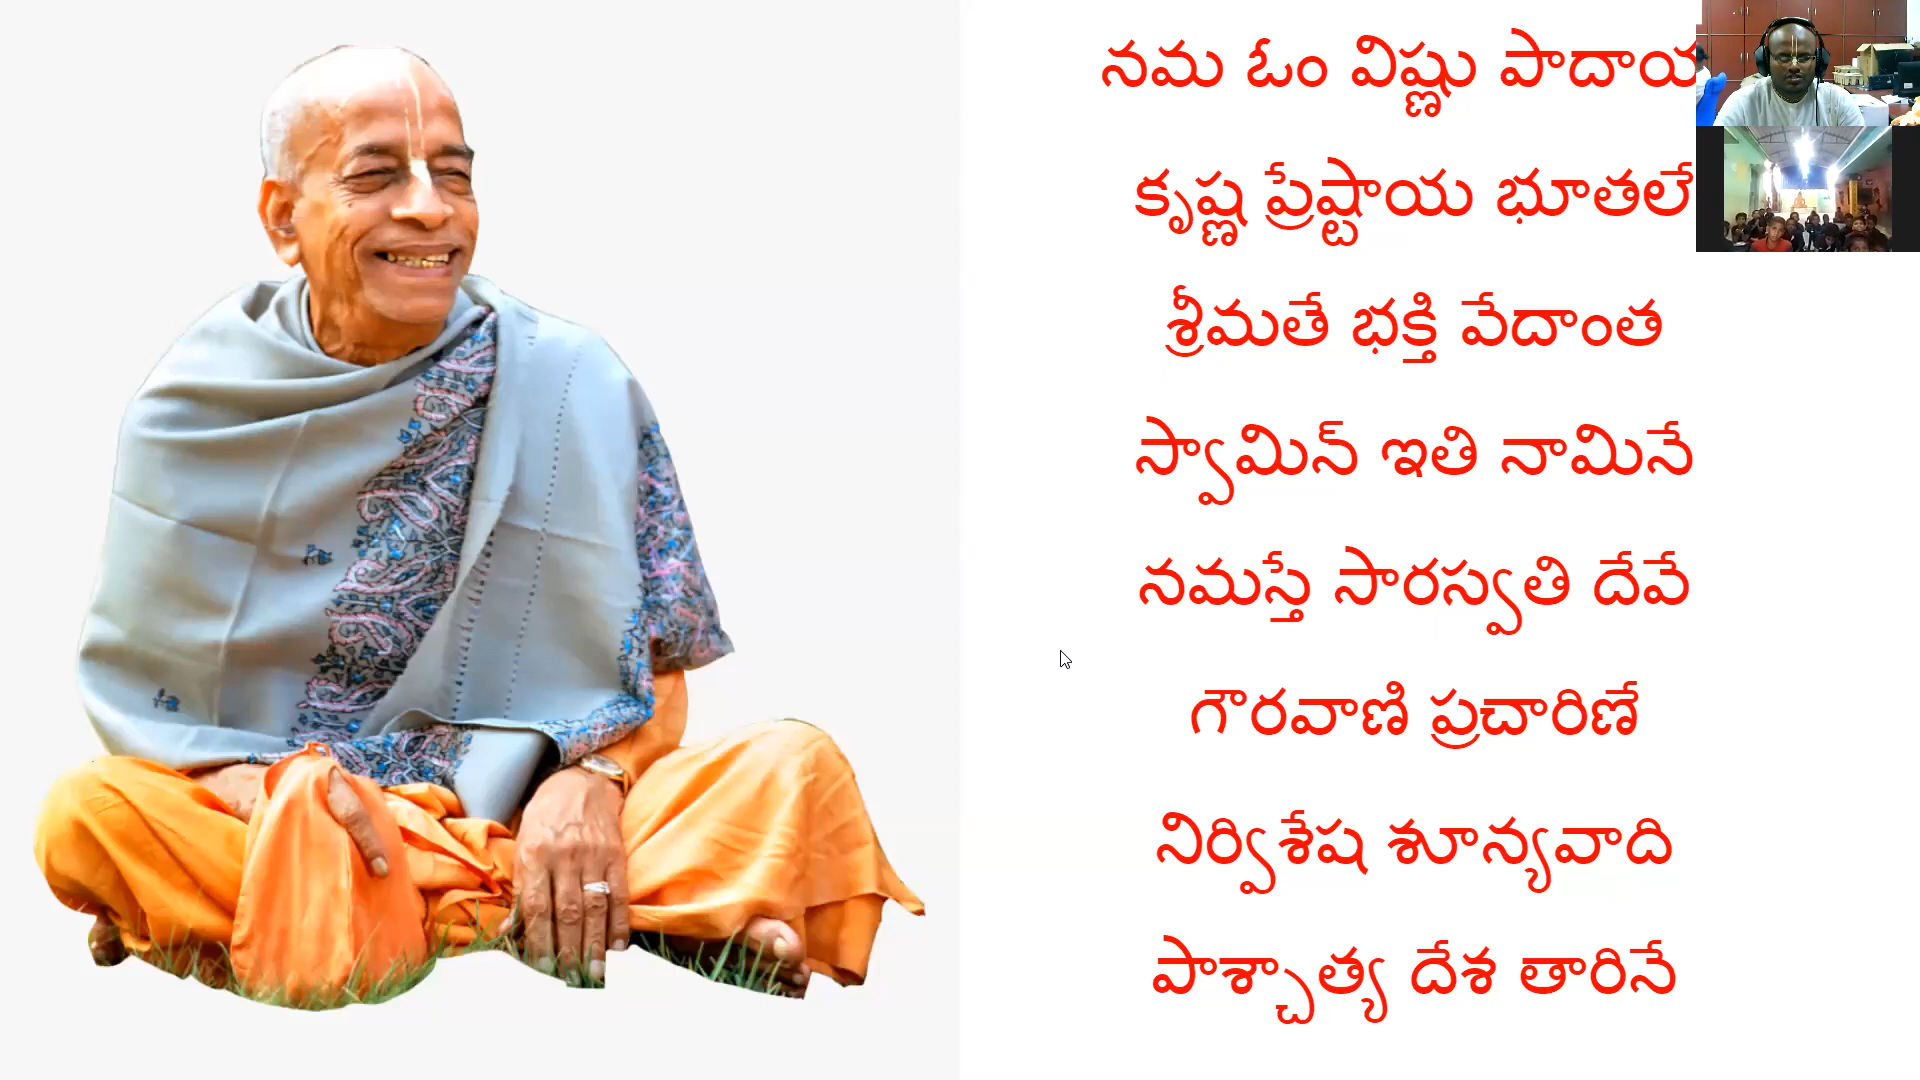 నమ ఓం విష్ణు పాదాయ
కృష్ణ ప్రేష్టాయ భూతలే
శ్రీమతే భక్తి వేదాంత
స్వామిన్ ఇతి నామినే
నమస్తే సారస్వతి దేవే
గౌరవాణి ప్రచారిణే
నిర్విశేష శూన్యవాది
పాశ్చాత్య దేశ తారినే